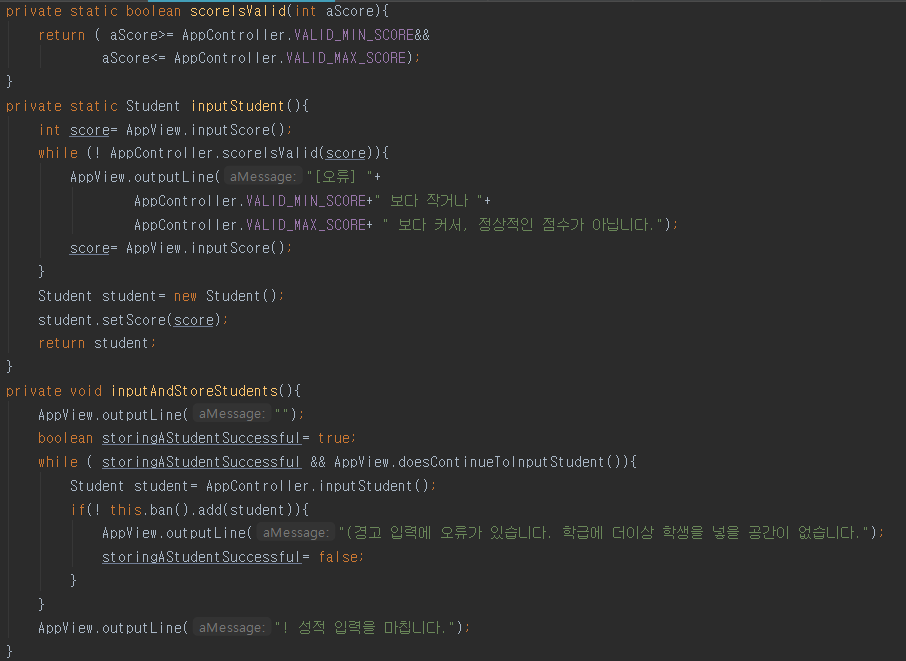 private static boolean scoreIsValid(int aScore){
return ( aScore>= AppController.VALID_MIN_SCORE&&
aScore<= AppController.VALID_MAX_SCORE);
}
private static Student inputStudent(){
int score= AppView.inputScore();
while (! AppController.scoreIsValid(score)){
AppView.outputLine( aMessage: "[오류] "+
AppController.VALID_MIN_SCORE+" 보다 작거나 "+
AppController.VALID_MAX_SCORE+ " 보다 커서, 정상적인 점수가 아닙니다.");
score= AppView.inputScore();
}
Student student= new Student();
student.setScore(score);
return student;
}
private void inputAndStoreStudents(){
AppView.outputLine( aMessage: "");
boolean storingAStudentSuccessful= true;
while ( storingAStudentSuccessful && AppView.doesContinueToInputStudent()){
Student student= AppController.inputStudent();
if(! this.ban().add(student)){
AppView.outputLine( aMessage: "(경고 입력에 오류가 있습니다. 학급에 더이상 학생을 넣을 공간이 없습니다.");
storingAStudentSuccessful= false;
}
}
AppView.outputLine( aMessage: "! 성적 입력을 마칩니다.");
}